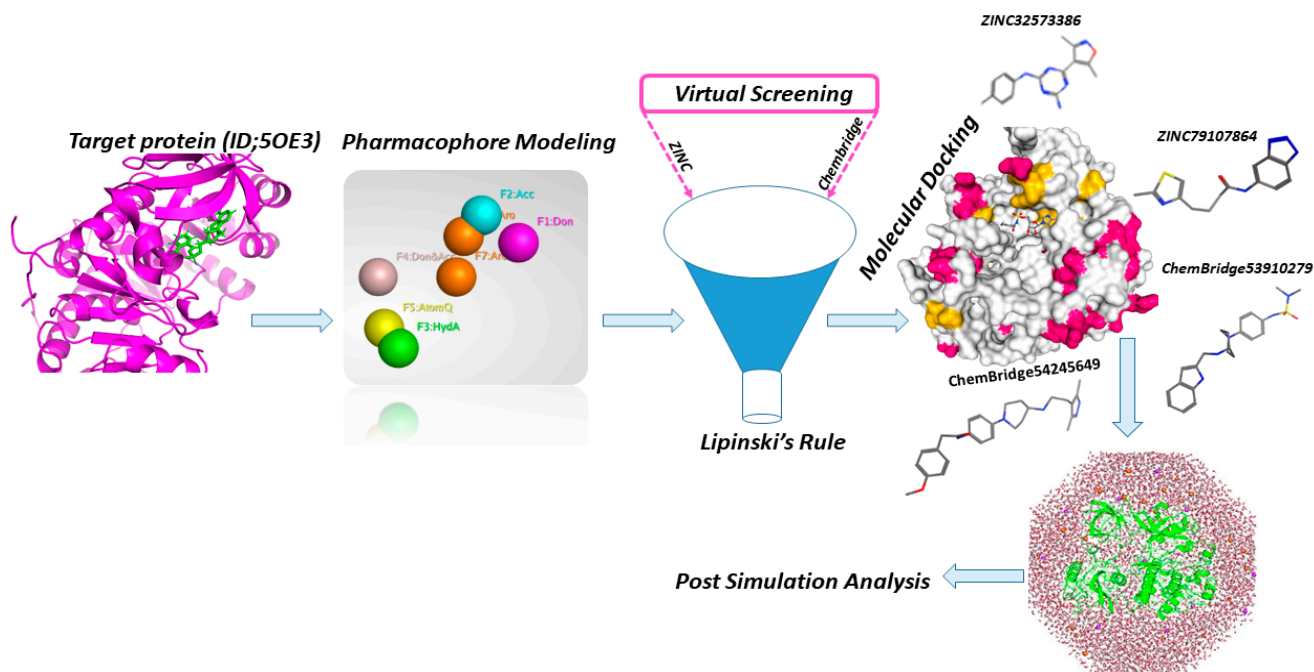 Target protein (ID;5OE3)
Pharmacophore Modeling
F2:Acc
Aro
F1:Don
F4:Don&Acc
F7:Aro
F5:AtomQ
F3:HydA
Virtual Screening
ZINC
Chembridge
Lipinski's Rule
Molecular Docking
ZINC32573386
ZINC79107864
ChemBridge53910279
ChemBridge54245649
Post Simulation Analysis